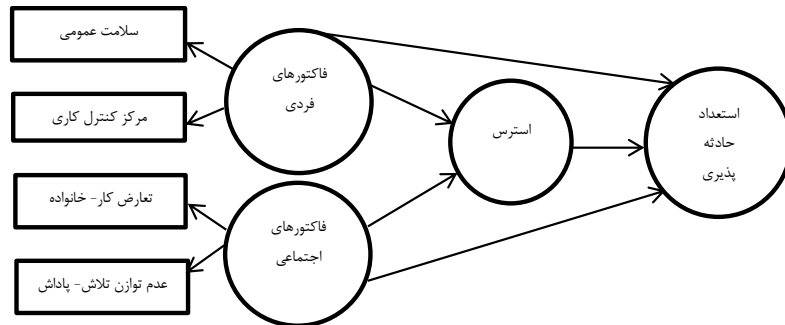 سلامت عمومی
مرکز کنترل کاری
تعارض کار- خانواده
عدم توازن تلاش- پاداش
فاکتورهای
فردی
فاکتورهای
اجتماعی
استرس
استعداد
حادثه
پذیری